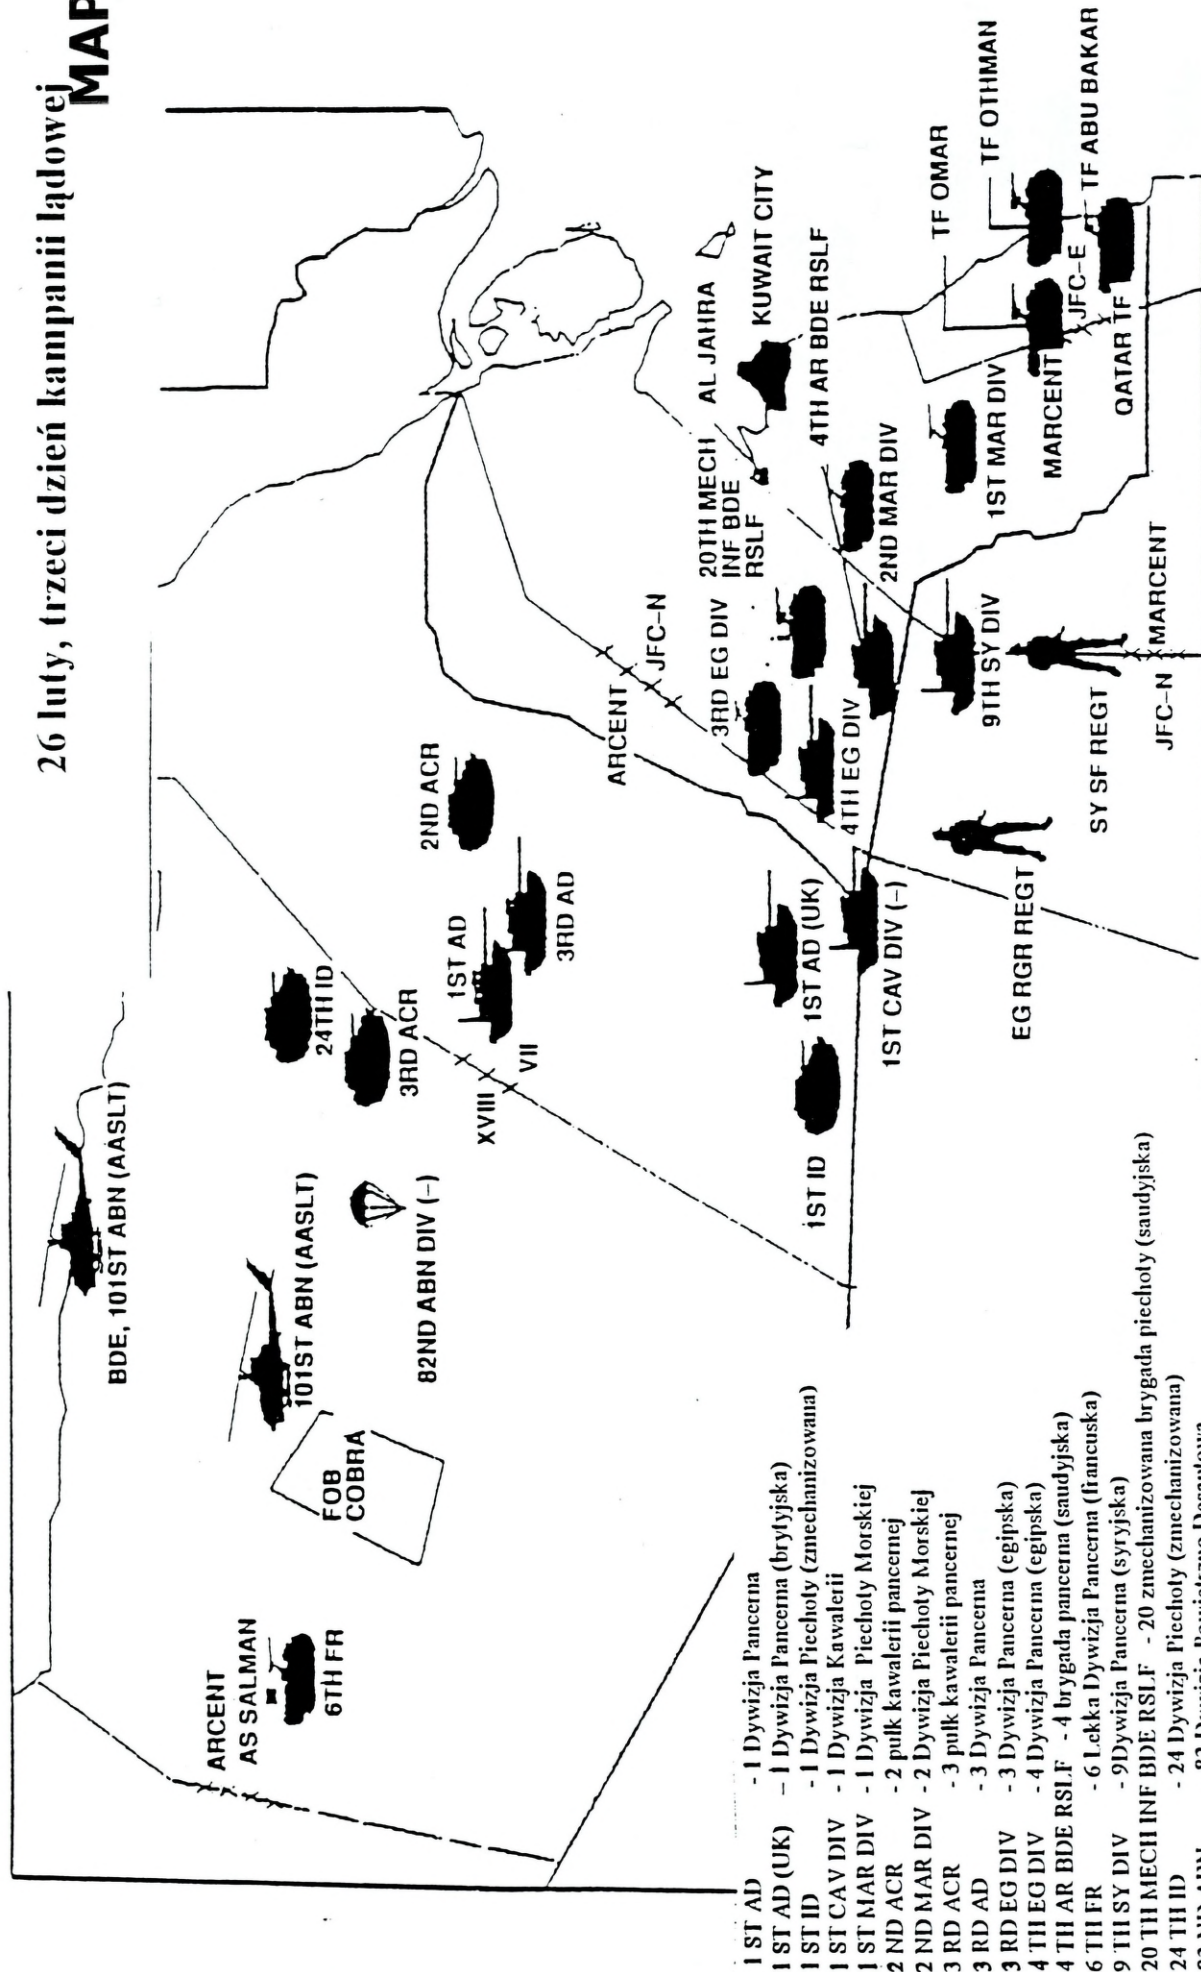 26 luty, trzeci dzień kampanii lądowej
MAP
BDE, 101ST ABN (AASLT)
101ST ABN (AASLT)
82ND ABN DIV (–)
FOB
COBRA
ARCENT
AS SALMAN
6TH FR
24TH ID
3RD ACR
XVIII
VII
1ST AD
3RD AD
2ND ACR
ARCENT
JFC–N
3RD EG DIV
20TH MECH
INF BDE
RSLF
AL JAHRA
KUWAIT CITY
4TH AR BDE RSLF
4TH EG DIV
2ND MAR DIV
1ST ID
1ST AD (UK)
1ST CAV DIV (–)
EG RGR REGT
SY SF REGT
9TH SY DIV
JFC–N
MARCENT
1ST MAR DIV
MARCENT
JFC–E
TF OMAR
TF OTHMAN
TF ABU BAKAR
QATAR TF
1 ST AD - 1 Dywizja Pancerna
1 ST AD (UK) – 1 Dywizja Pancerna (brytyjska)
1 ST ID - 1 Dywizja Piechoty (zmechanizowana)
1 ST CAV DIV - 1 Dywizja Kawalerii
1 ST MAR DIV - 1 Dywizja Piechoty Morskiej
2 ND ACR - 2 pułk kawalerii pancernej
2 ND MAR DIV - 2 Dywizja Piechoty Morskiej
3 RD ACR - 3 pułk kawalerii pancernej
3 RD AD - 3 Dywizja Pancerna
3 RD EG DIV - 3 Dywizja Pancerna (egipska)
4 TH EG DIV - 4 Dywizja Pancerna (egipska)
4 TH AR BDE RSLF - 4 brygada pancerna (saudyjska)
6 TH FR - 6 Lekka Dywizja Pancerna (francuska)
9 TH SY DIV - 9Dywizja Pancerna (syryjska)
20 TH MECH INF BDE RSLF - 20 zmechanizowana brygada piechoty (saudyjska)
24 TH ID - 24 Dywizja Piechoty (zmechanizowana)